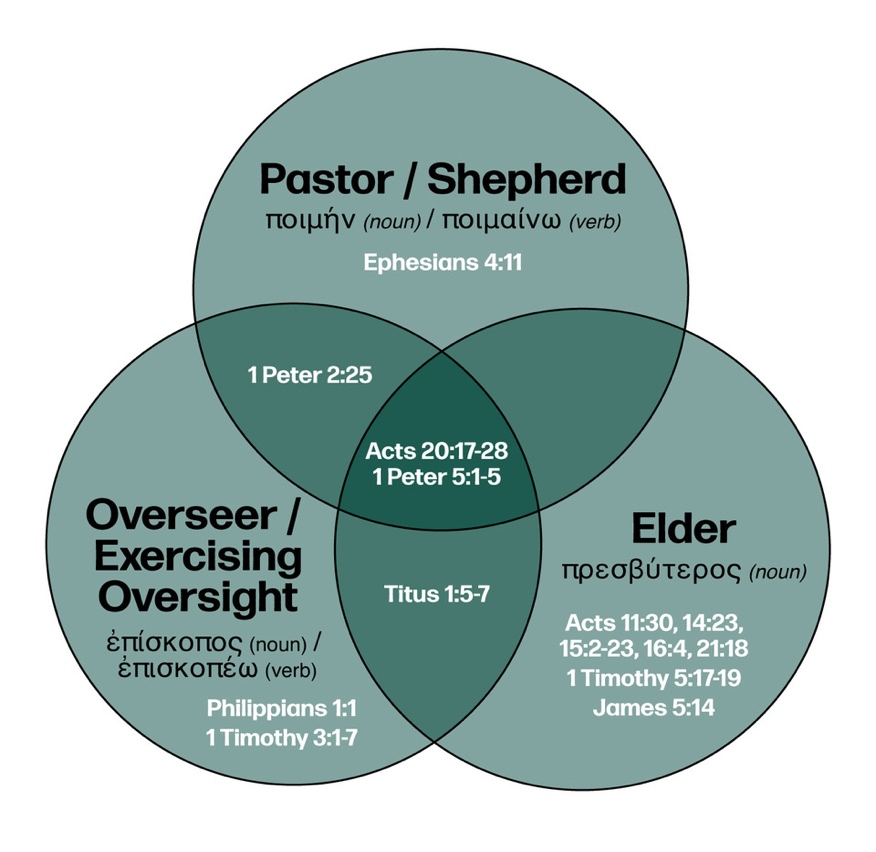 Pastor / Shepherd
ποιμήν (noun) / ποιμαίνω (verb)
Ephesians 4:11
1 Peter 2:25
Acts 20:17-28
1 Peter 5:1-5
Overseer /
Exercising
Oversight
ἐπίσκοπος (noun) /
ἐπισκοπέω (verb)
Philippians 1:1
1 Timothy 3:1-7
Titus 1:5-7
Elder
πρεσβύτερος (noun)
Acts 11:30, 14:23,
15:2-23, 16:4, 21:18
1 Timothy 5:17-19
James 5:14